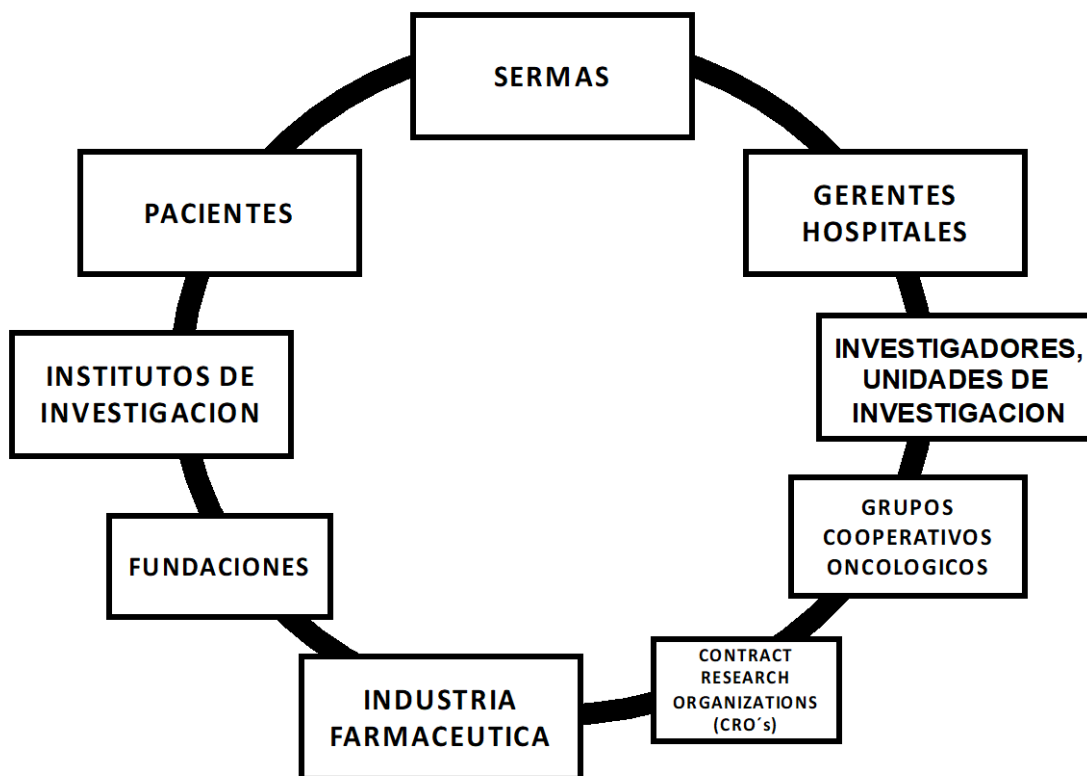 SERMAS
PACIENTES
GERENTES
HOSPITALES
INSTITUTOS DE
INVESTIGACION
INVESTIGADORES,
UNIDADES DE
INVESTIGACION
GRUPOS
COOPERATIVOS
ONCOLOGICOS
FUNDACIONES
CONTRACT
RESEARCH
ORGANIZATIONS
(CRO´s)
INDUSTRIA
FARMACEUTICA